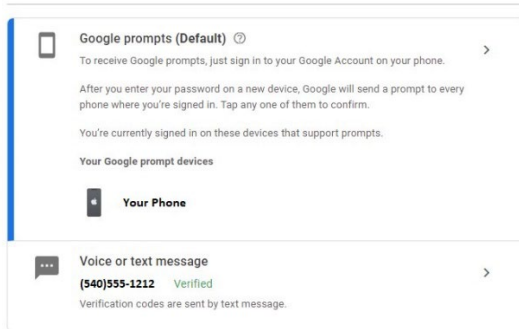 Google prompts (Default)
To receive Google prompts, just sign in to your Google Account on your phone.
After you enter your password on a new device, Google will send a prompt to every
phone where you're signed in. Tap any one of them to confirm.
You're currently signed in on these devices that support prompts.
Your Google prompt devices
Your Phone
Voice or text message
(540)555-1212 Verified
Verification codes are sent by text message.